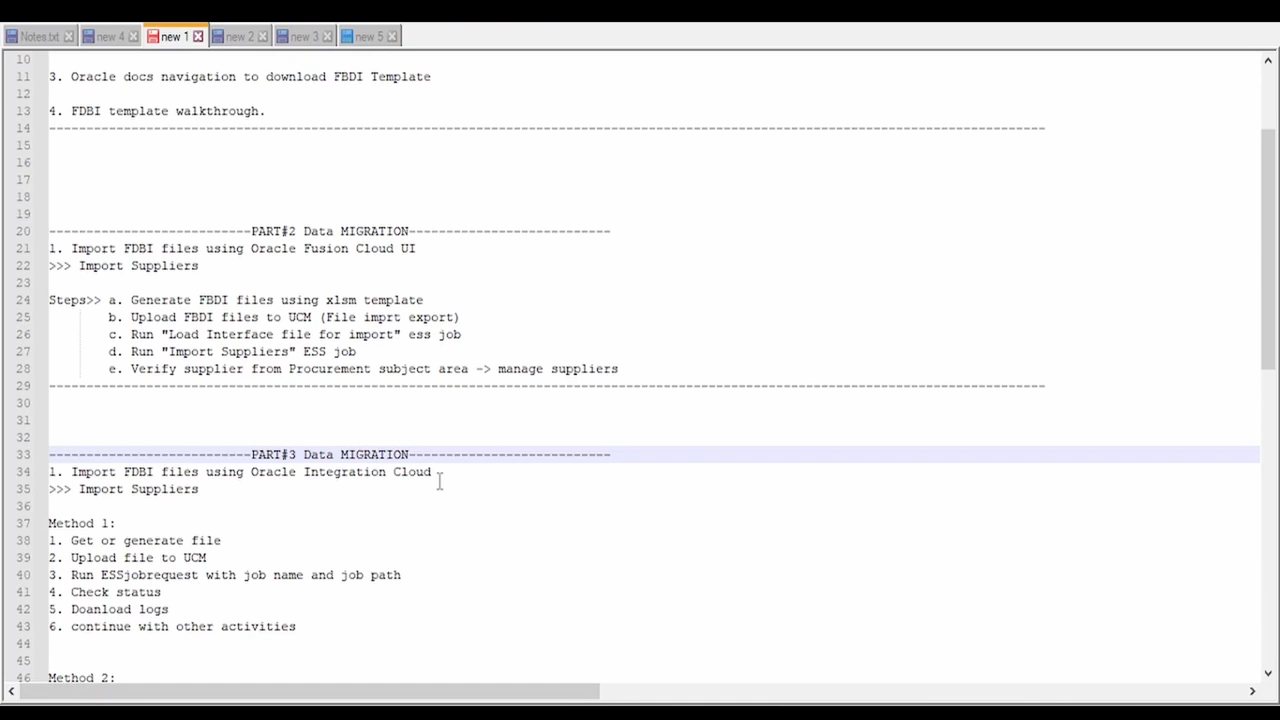 Notes.txt new 4 new 1 new 2 new 3 new 5
10
11 3. Oracle docs navigation to download FBDI Template
12
13 4. FDBI template walkthrough.
14 --------------------------------------------------------------------------------------------------------------------------------------
15
16
17
18
19
20 ---------------------------PART#2 Data MIGRATION---------------------------
21 1. Import FDBI files using Oracle Fusion Cloud UI
22 >>> Import Suppliers
23
24 Steps>> a. Generate FBDI files using xlsm template
25 b. Upload FBDI files to UCM (File imprt export)
26 c. Run "Load Interface file for import" ess job
27 d. Run "Import Suppliers" ESS job
28 e. Verify supplier from Procurement subject area -> manage suppliers
29 --------------------------------------------------------------------------------------------------------------------------------------
30
31
32
33 ---------------------------PART#3 Data MIGRATION---------------------------
34 1. Import FDBI files using Oracle Integration Cloud
35 >>> Import Suppliers
36
37 Method 1:
38 1. Get or generate file
39 2. Upload file to UCM
40 3. Run ESSjobrequest with job name and job path
41 4. Check status
42 5. Doanload logs
43 6. continue with other activities
44
45
46 Method 2: